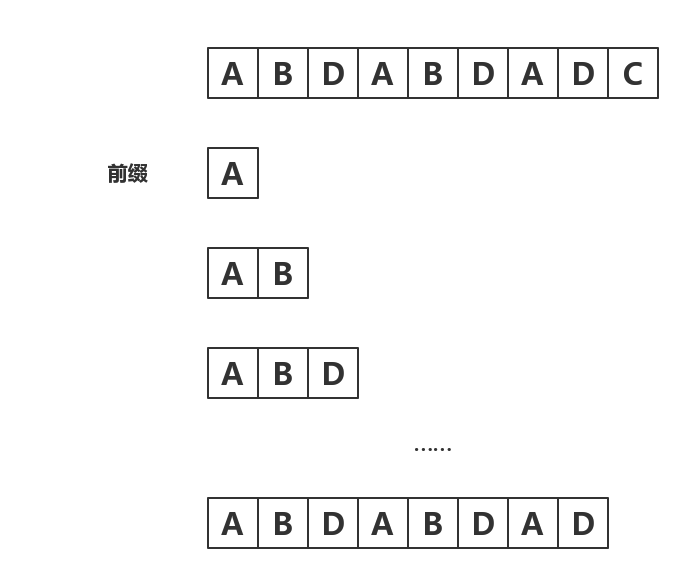 A B D A B D A D C
前缀 A
A B
A B D
......
A B D A B D A D